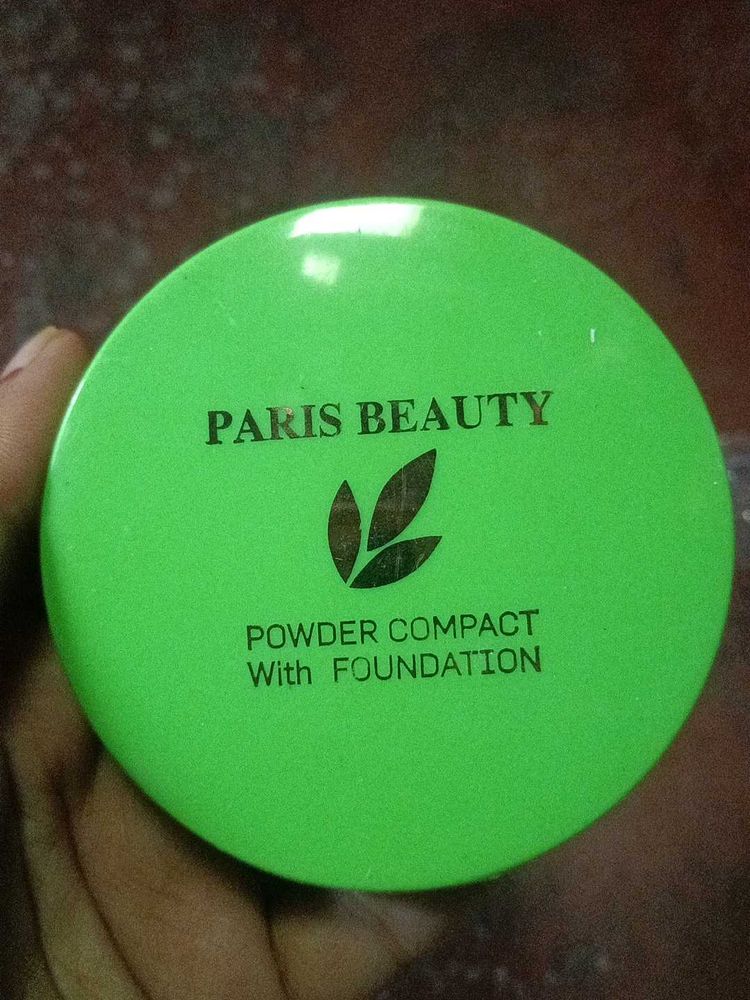 PARIS BEAUTY
POWDER COMPACT
With FOUNDATION